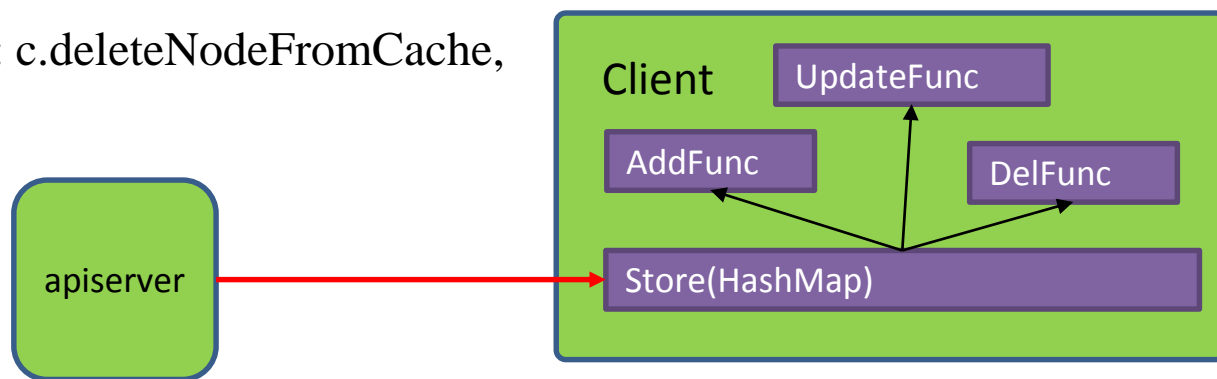 : c.deleteNodeFromCache,
Client
UpdateFunc
AddFunc
DelFunc
apiserver
Store(HashMap)